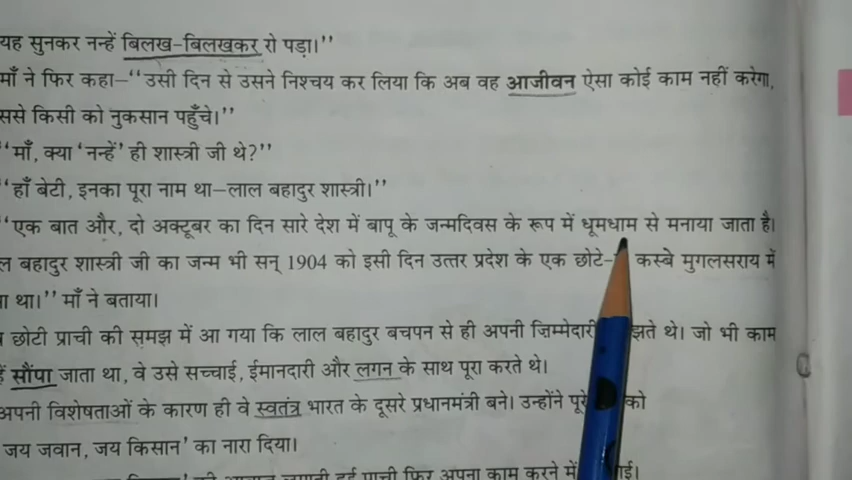 यह सुनकर नन्हें बिलख-बिलखकर रो पड़ा।’’
माँ ने फिर कहा–‘‘उसी दिन से उसने निश्चय कर लिया कि अब वह आजीवन ऐसा कोई काम नहीं करेगा,
ससे किसी को नुकसान पहुँचे।’’
‘‘माँ, क्या ‘नन्हें’ ही शास्त्री जी थे?’’
‘‘हाँ बेटी, इनका पूरा नाम था–लाल बहादुर शास्त्री।’’
‘‘एक बात और, दो अक्टूबर का दिन सारे देश में बापू के जन्मदिवस के रूप में धूमधाम से मनाया जाता है।
ल बहादुर शास्त्री जी का जन्म भी सन् 1904 को इसी दिन उत्तर प्रदेश के एक छोटे- कस्बे मुगलसराय में
था।’’ माँ ने बताया।
छोटी प्राची की समझ में आ गया कि लाल बहादुर बचपन से ही अपनी ज़िम्मेदारी झते थे। जो भी काम
सौंपा जाता था, वे उसे सच्चाई, ईमानदारी और लगन के साथ पूरा करते थे।
अपनी विशेषताओं के कारण ही वे स्वतंत्र भारत के दूसरे प्रधानमंत्री बने। उन्होंने पूरे को
जय जवान, जय किसान’ का नारा दिया।
प्राची फिर अपना काम करने में